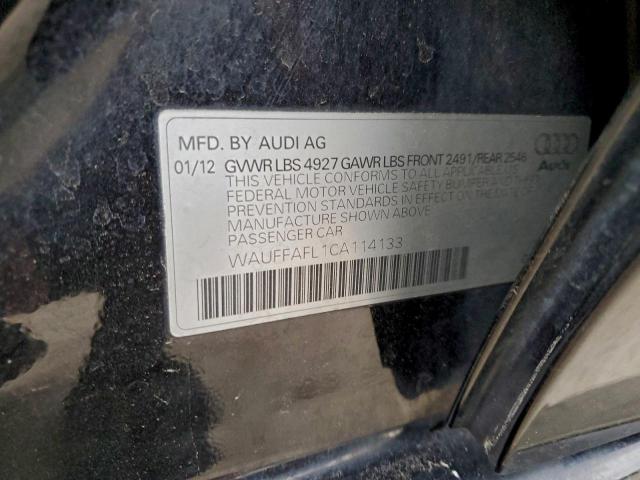 MFD. BY AUDI AG
01/12 GVWR LBS 4927 GAWR LBS FRONT 2491/REAR 2546
THIS VEHICLE CONFORMS TO ALL APPLICABLE
FEDERAL MOTOR VEHICLE SAFETY BUMPER & THEFT
PREVENTION STANDARDS IN EFFECT ON THE DATE OF
MANUFACTURE SHOWN ABOVE
PASSENGER CAR
WAUFFAFL1CA114133
Audi